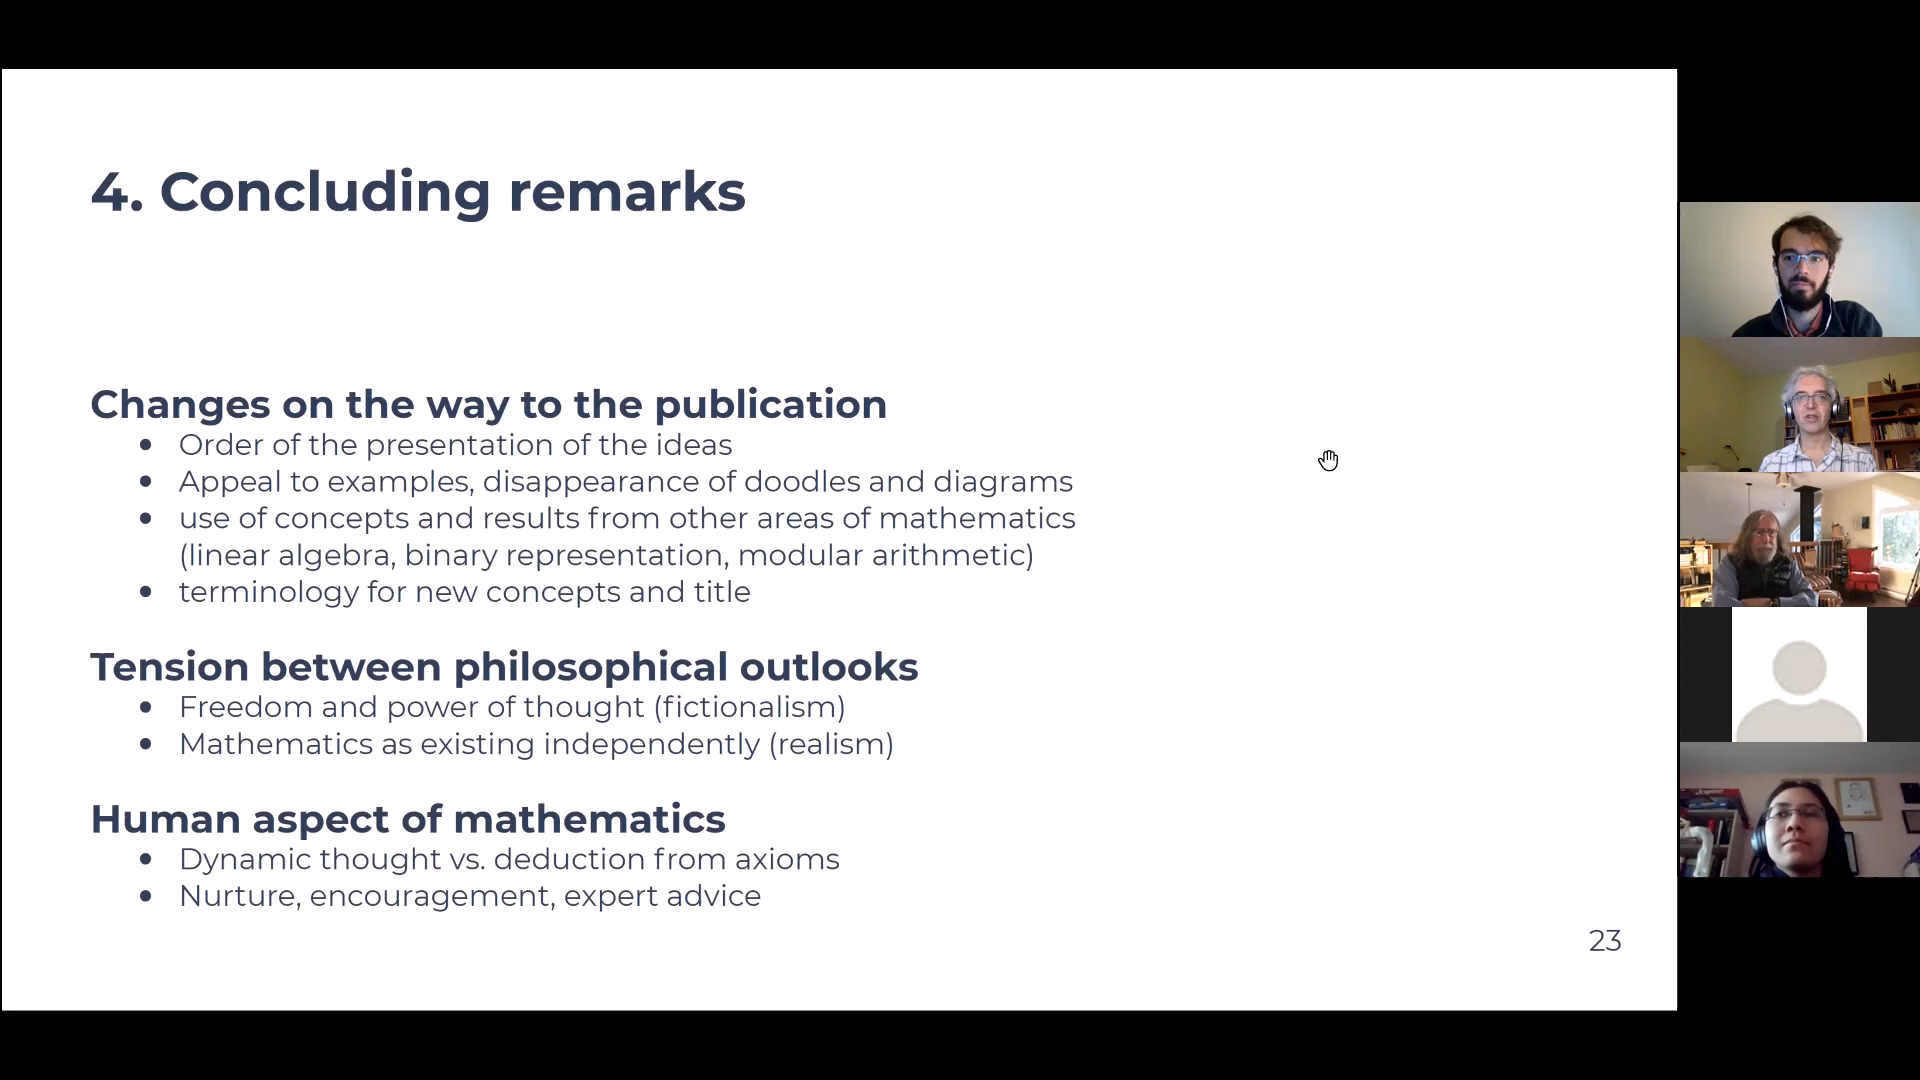 4. Concluding remarks
Changes on the way to the publication
• Order of the presentation of the ideas
• Appeal to examples, disappearance of doodles and diagrams
• use of concepts and results from other areas of mathematics
(linear algebra, binary representation, modular arithmetic)
• terminology for new concepts and title
Tension between philosophical outlooks
• Freedom and power of thought (fictionalism)
• Mathematics as existing independently (realism)
Human aspect of mathematics
• Dynamic thought vs. deduction from axioms
• Nurture, encouragement, expert advice
23